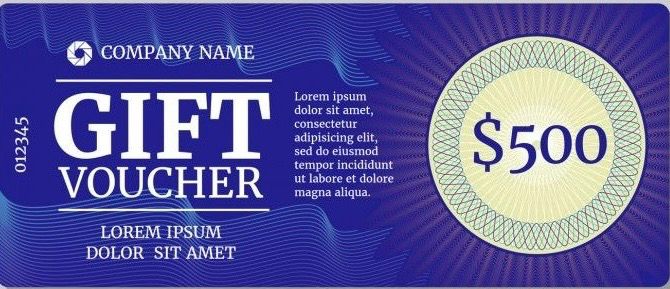 COMPANY NAME
GIFT
VOUCHER
LOREM IPSUM
DOLOR SIT AMET
012345
Lorem ipsum
dolor sit amet,
consectetur
adipisicing elit,
sed do eiusmod
tempor incididunt
ut labore et dolore
magna aliqua.
$500